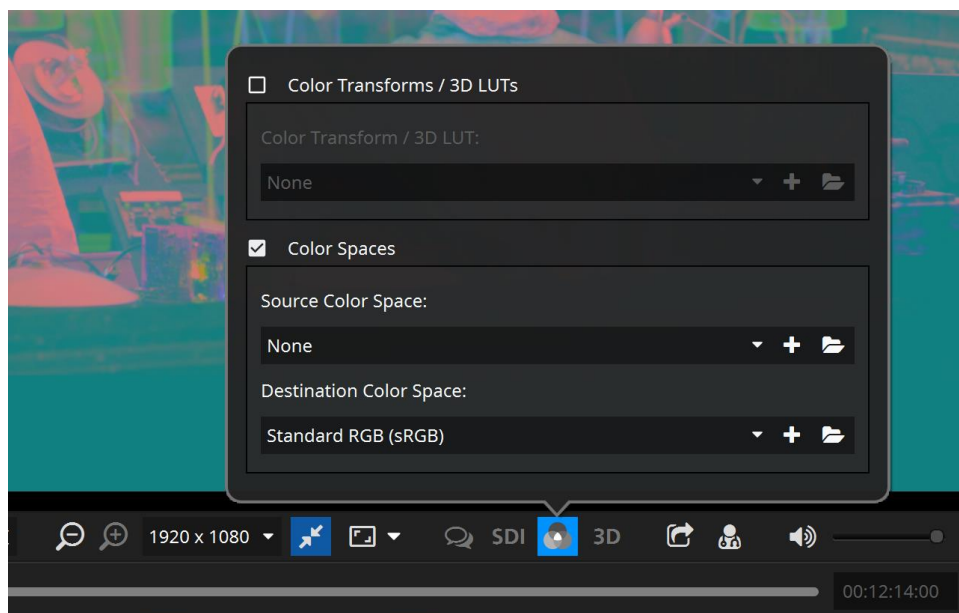 Color Transforms / 3D LUTs
Color Transform / 3D LUT:
None
Color Spaces
Source Color Space:
None
Destination Color Space:
Standard RGB (sRGB)
1920 x 1080
SDI
3D
00:12:14:00